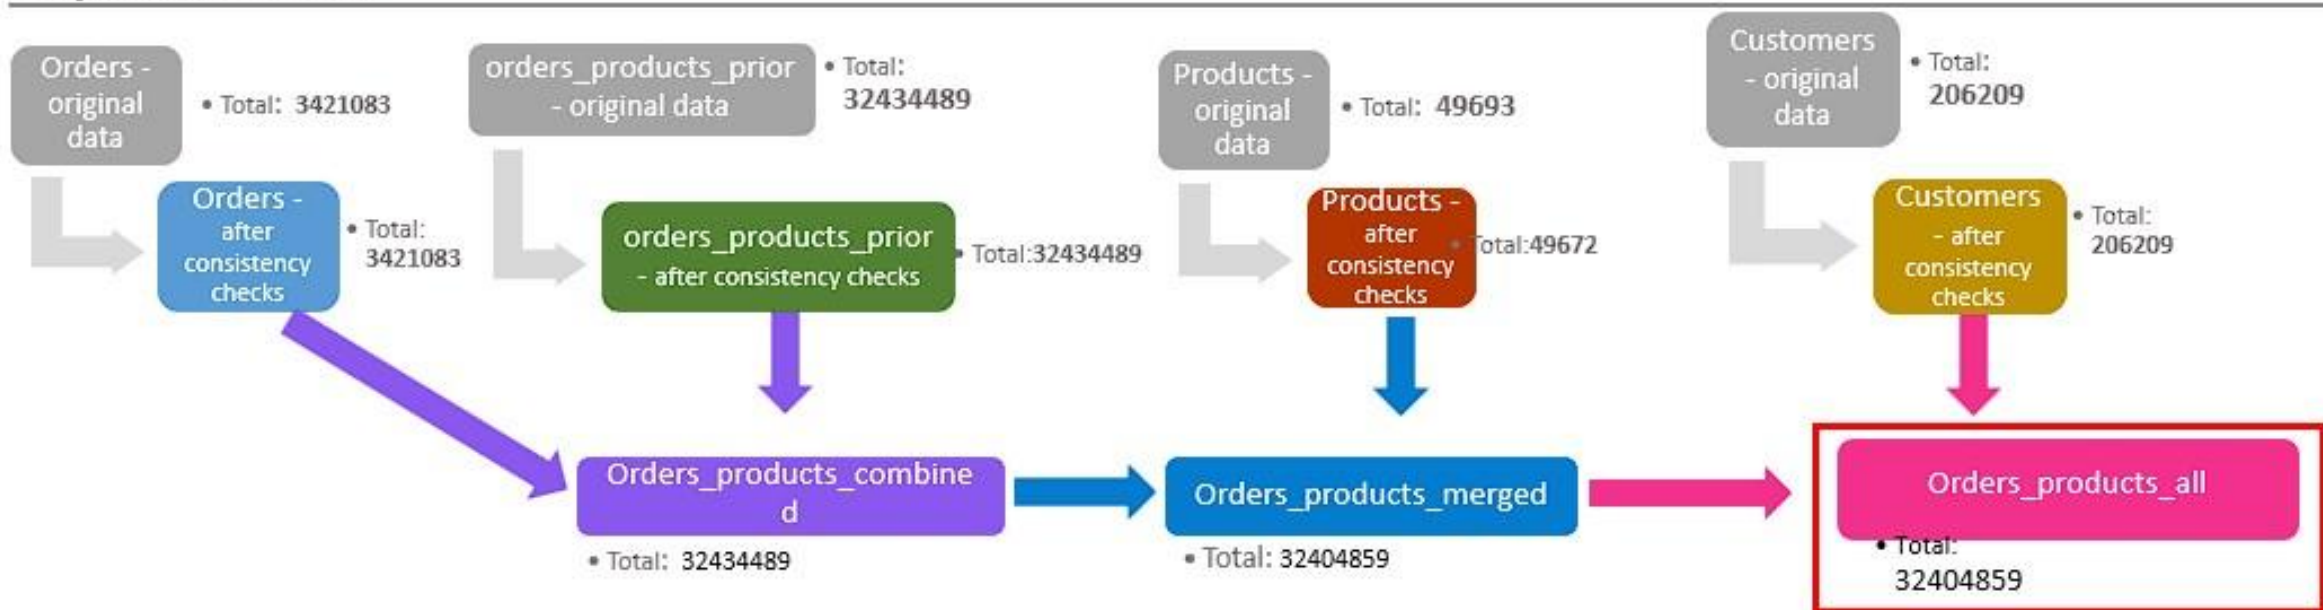 Orders -
original
data
• Total: 3421083
orders_products_prior
- original data
• Total:
32434489
Products -
original
data
• Total: 49693
Customers
- original
data
• Total:
206209
Orders -
after
consistency
checks
• Total:
3421083
orders_products_prior
- after consistency checks
• Total:32434489
Products -
after
consistency
checks
• Total:49672
Customers
- after
consistency
checks
• Total:
206209
Orders_products_combine
d
• Total: 32434489
Orders_products_merged
• Total: 32404859
Orders_products_all
• Total:
32404859